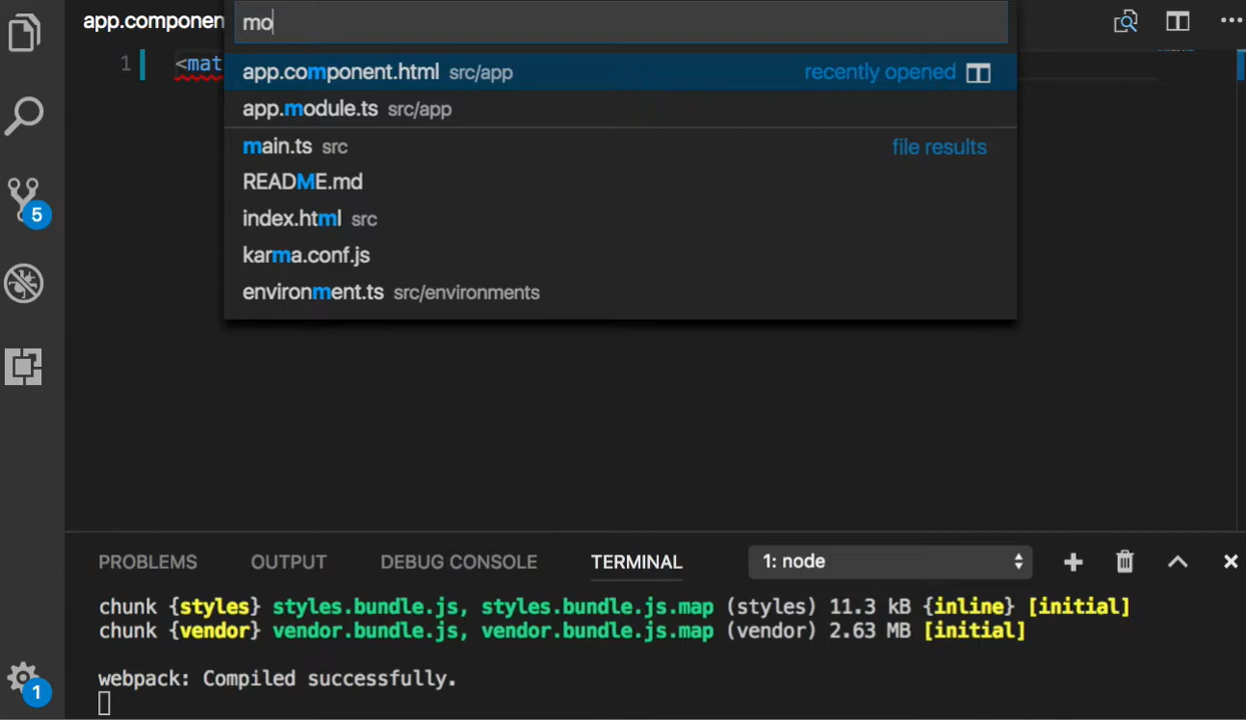 app.componen
mo
1 <mat
app.component.html src/app recently opened
app.module.ts src/app
main.ts src file results
README.md
index.html src
karma.conf.js
environment.ts src/environments
5
1
PROBLEMS OUTPUT DEBUG CONSOLE TERMINAL 1: node
chunk {styles} styles.bundle.js, styles.bundle.js.map (styles) 11.3 kB {inline} [initial]
chunk {vendor} vendor.bundle.js, vendor.bundle.js.map (vendor) 2.63 MB [initial]
webpack: Compiled successfully.